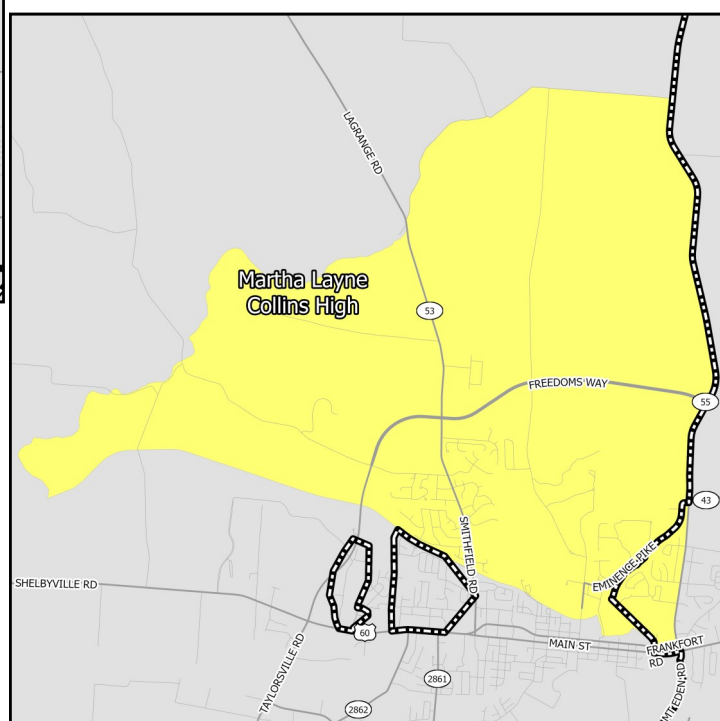 LAGRANGE RD
Martha Layne
Collins High
53
FREEDOMS WAY
55
43
SMITHFIELD RD
EMINENCE PIKE
SHELBYVILLE RD
60
MAIN ST
FRANKFORT
RD
TAYLORSVILLE RD
2861
2862
EDEN RD